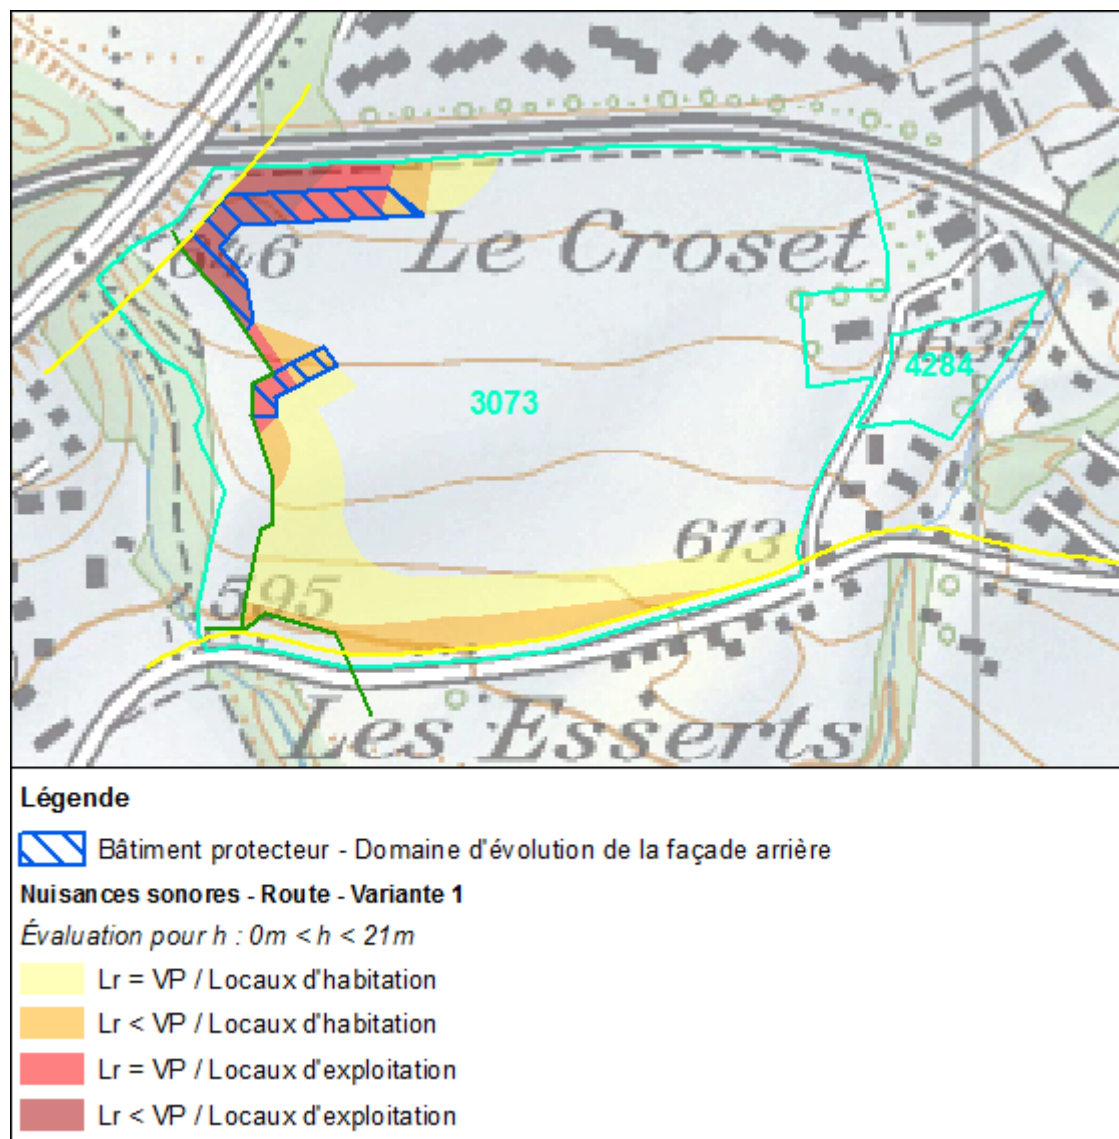 646
Le Croset
635
4284
3073
613
595
Les Esserts
Légende
Bâtiment protecteur - Domaine d'évolution de la façade arrière
Nuisances sonores - Route - Variante 1
Évaluation pour h : 0m < h < 21m
Lr = VP / Locaux d'habitation
Lr < VP / Locaux d'habitation
Lr = VP / Locaux d'exploitation
Lr < VP / Locaux d'exploitation